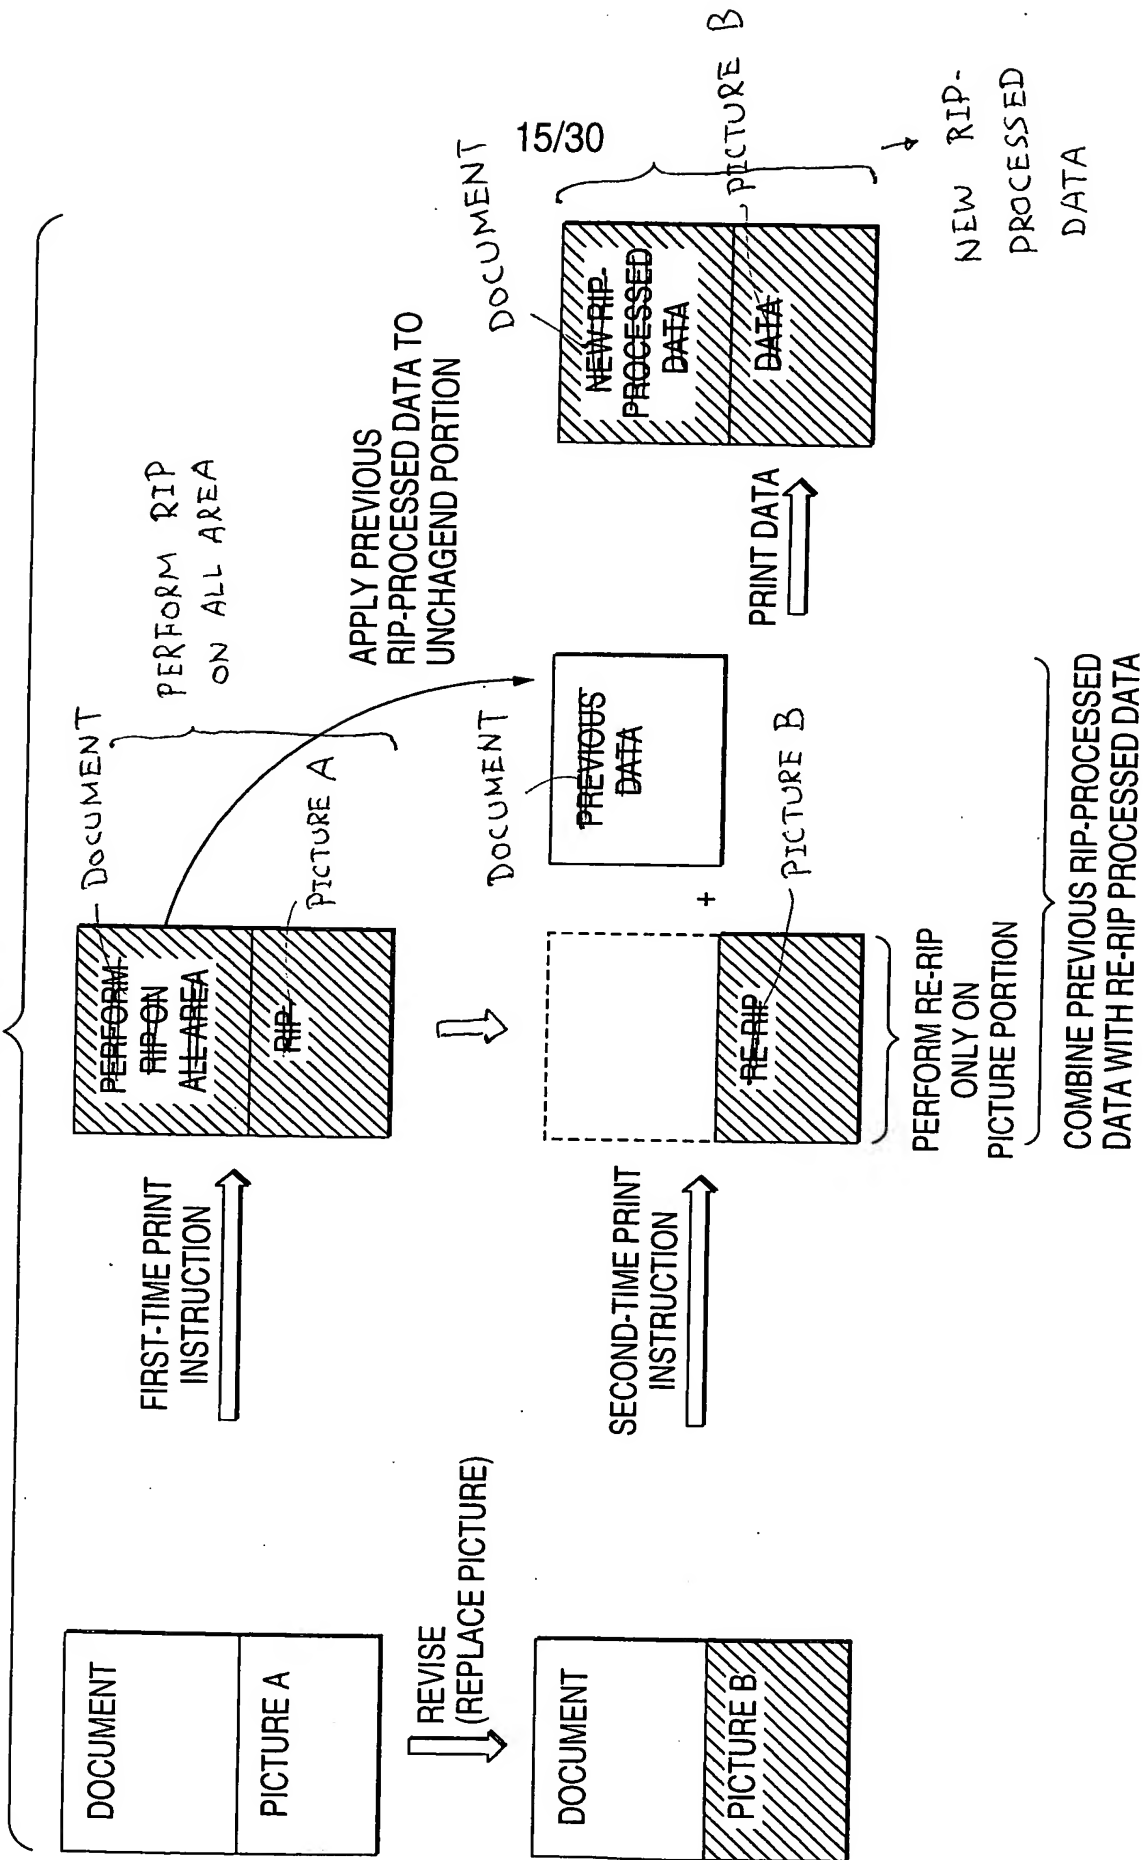 15/30
DOCUMENT
PICTURE A
REVISE
(REPLACE PICTURE)
DOCUMENT
PICTURE B
FIRST-TIME PRINT
INSTRUCTION
SECOND-TIME PRINT
INSTRUCTION
DOCUMENT
PERFORM
RIP ON
ALL AREA
RIP
PICTURE A
PERFORM RIP
ON ALL AREA
APPLY PREVIOUS
RIP-PROCESSED DATA TO
UNCHAGEND PORTION
RE-RIP
PICTURE B
+
DOCUMENT
PREVIOUS
DATA
PERFORM RE-RIP
ONLY ON
PICTURE PORTION
COMBINE PREVIOUS RIP-PROCESSED
DATA WITH RE-RIP PROCESSED DATA
PRINT DATA
DOCUMENT
NEW RIP-
PROCESSED
DATA
DATA
PICTURE B
NEW RIP-
PROCESSED
DATA